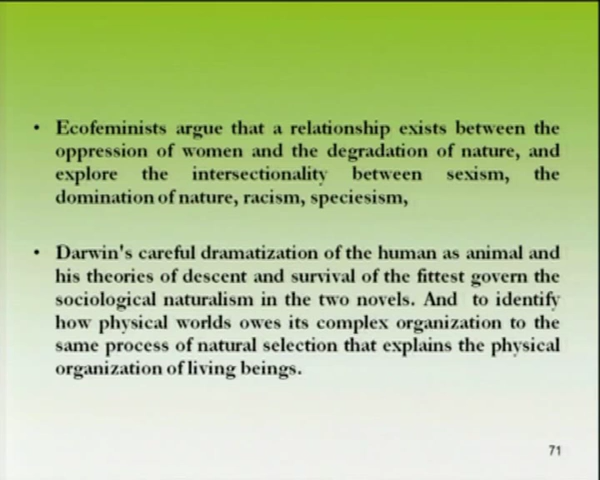 • Ecofeminists argue that a relationship exists between the
oppression of women and the degradation of nature, and
explore the intersectionality between sexism, the
domination of nature, racism, speciesism,
• Darwin's careful dramatization of the human as animal and
his theories of descent and survival of the fittest govern the
sociological naturalism in the two novels. And to identify
how physical worlds owes its complex organization to the
same process of natural selection that explains the physical
organization of living beings.
71